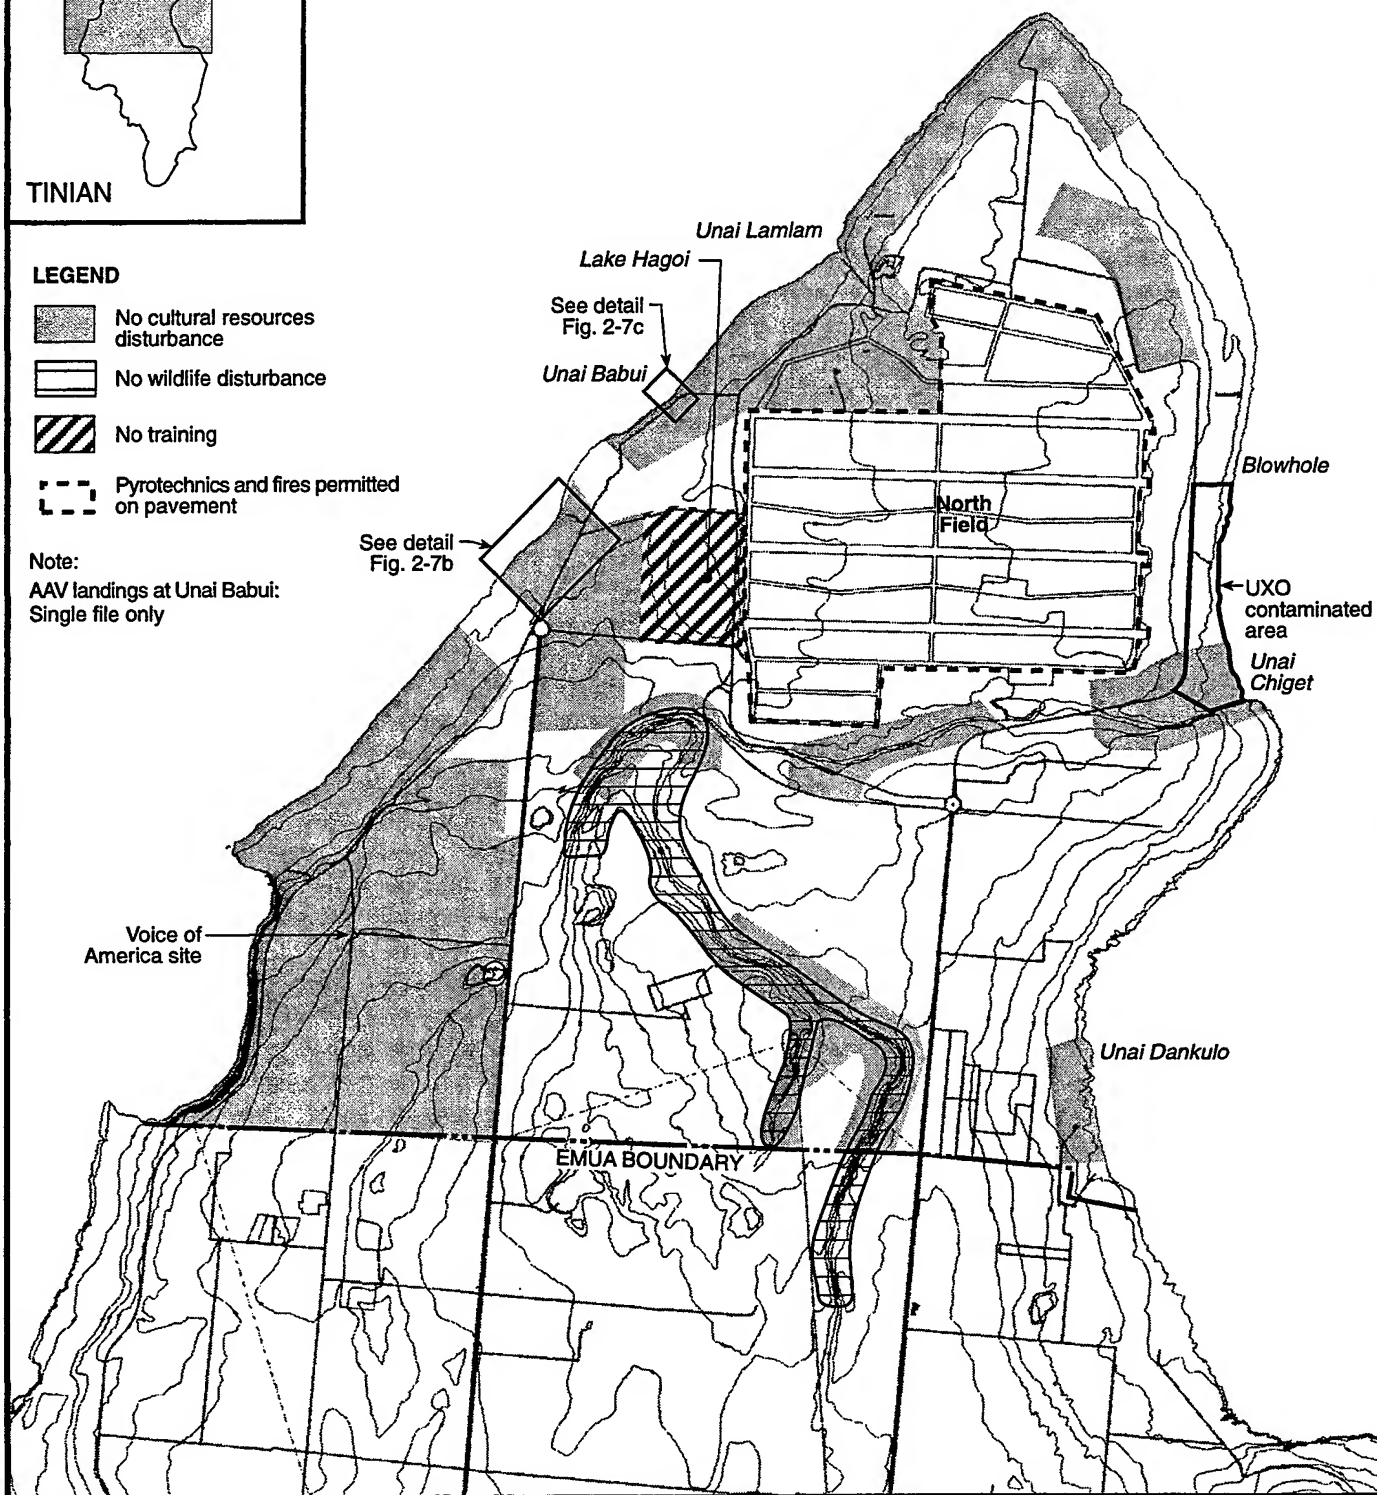 TINIAN
LEGEND
No cultural resources
disturbance
No wildlife disturbance
No training
Pyrotechnics and fires permitted
on pavement
Note:
AAV landings at Unai Babui:
Single file only
Unai Lamlam
Lake Hagoi
See detail
Fig. 2-7c
Unai Babui
See detail
Fig. 2-7b
North
Field
Blowhole
UXO
contaminated
area
Unai
Chiget
Voice of
America site
Unai Dankulo
EMUA BOUNDARY